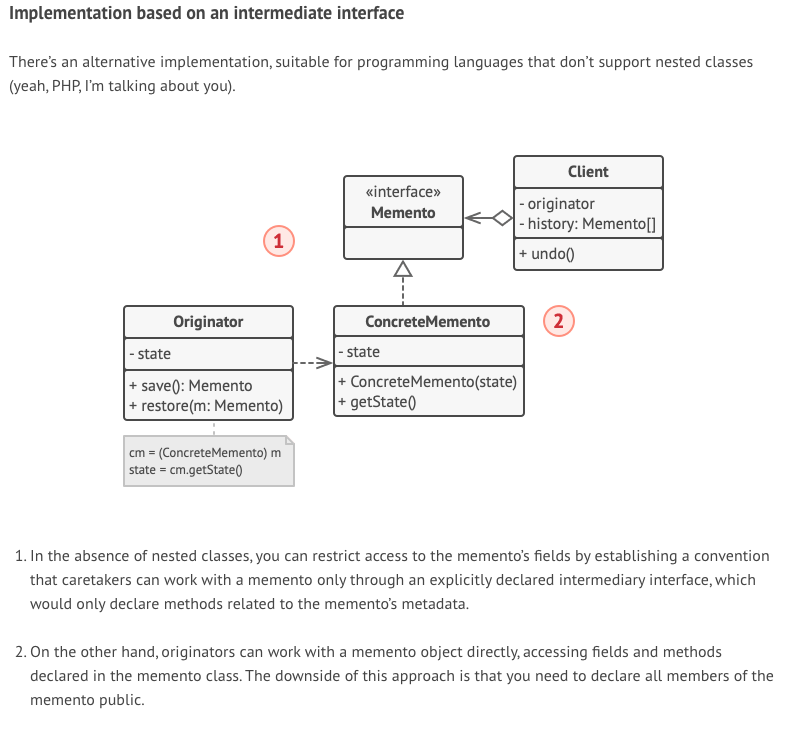 Implementation based on an intermediate interface
There's an alternative implementation, suitable for programming languages that don't support nested classes
(yeah, PHP, I'm talking about you).
«interface»
Memento
Client
- originator
- history: Memento[]
+ undo()
1
Originator
- state
+ save(): Memento
+ restore(m: Memento)
ConcreteMemento
- state
+ ConcreteMemento(state)
+ getState()
2
cm = (ConcreteMemento) m
state = cm.getState()
1. In the absence of nested classes, you can restrict access to the memento's fields by establishing a convention
that caretakers can work with a memento only through an explicitly declared intermediary interface, which
would only declare methods related to the memento's metadata.
2. On the other hand, originators can work with a memento object directly, accessing fields and methods
declared in the memento class. The downside of this approach is that you need to declare all members of the
memento public.